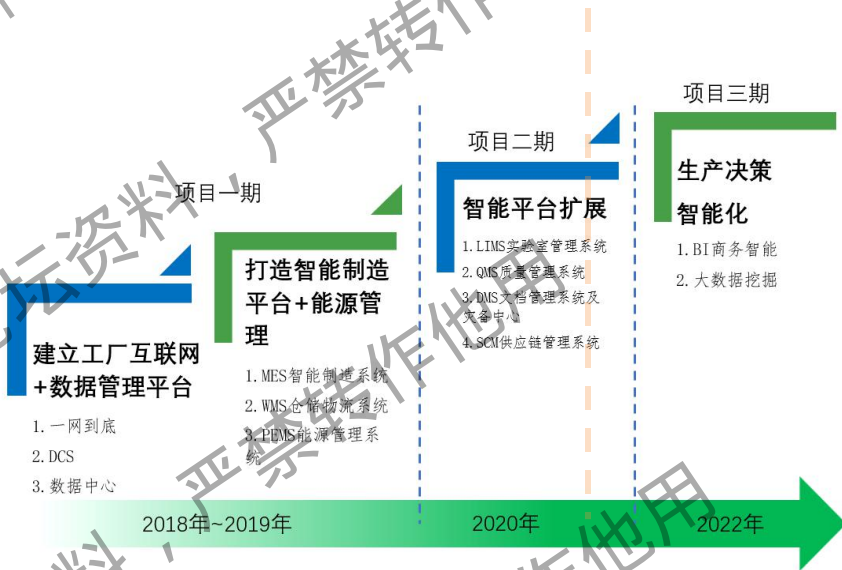 项目三期
项目二期
项目一期
生产决策
智能化
1.BI商务智能
2.大数据挖掘
智能平台扩展
1.LIMS实验室管理系统
2.QMS质量管理系统
3.DMS文档管理系统及
灾备中心
4.SCM供应链管理系统
打造智能制造
平台+能源管
理
1.MES智能制造系统
2.WMS仓储物流系统
3.PEMS能源管理系
统
建立工厂互联网
+数据管理平台
1.一网到底
2.DCS
3.数据中心
2018年~2019年
2020年
2022年
严禁转
坛资料，严禁转作他用
资料，严禁转作他用